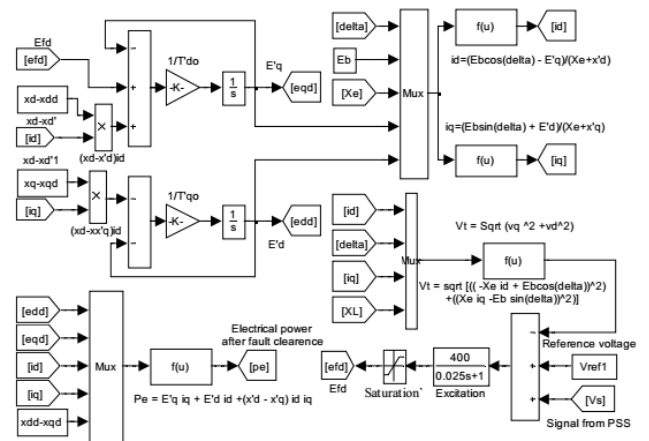 Efd
[efd]
xd-xdd
xd-xd'
[id]
(xd-x'd)id
1/T'do
-K-
1
s
E'q
[eqd]
xd-xd'1
xq-xqd
[iq]
(xd-xx'q)id
1/T'qo
-K-
1
s
E'd
[edd]
[delta]
Eb
[Xe]
Mux
f(u)
[id]
id=(Ebcos(delta) - E'q)/(Xe+x'd)
iq=(Ebsin(delta) + E'd)/(Xe+x'q)
f(u)
[iq]
[id]
[delta]
[iq]
[XL]
Mux
Vt = Sqrt (vq ^2 +vd^2)
f(u)
Vt = sqrt [(( -Xe id + Ebcos(delta))^2)
+((Xe iq -Eb sin(delta))^2)]
[edd]
[eqd]
[id]
[iq]
xdd-xqd
Mux
f(u)
Electrical power
after fault clearence
[pe]
Pe = E'q iq + E'd id +(x'd - x'q) id iq
[efd]
Efd
Saturation`
400
0.025s+1
Excitation
Reference voltage
Vref1
[Vs]
Signal from PSS